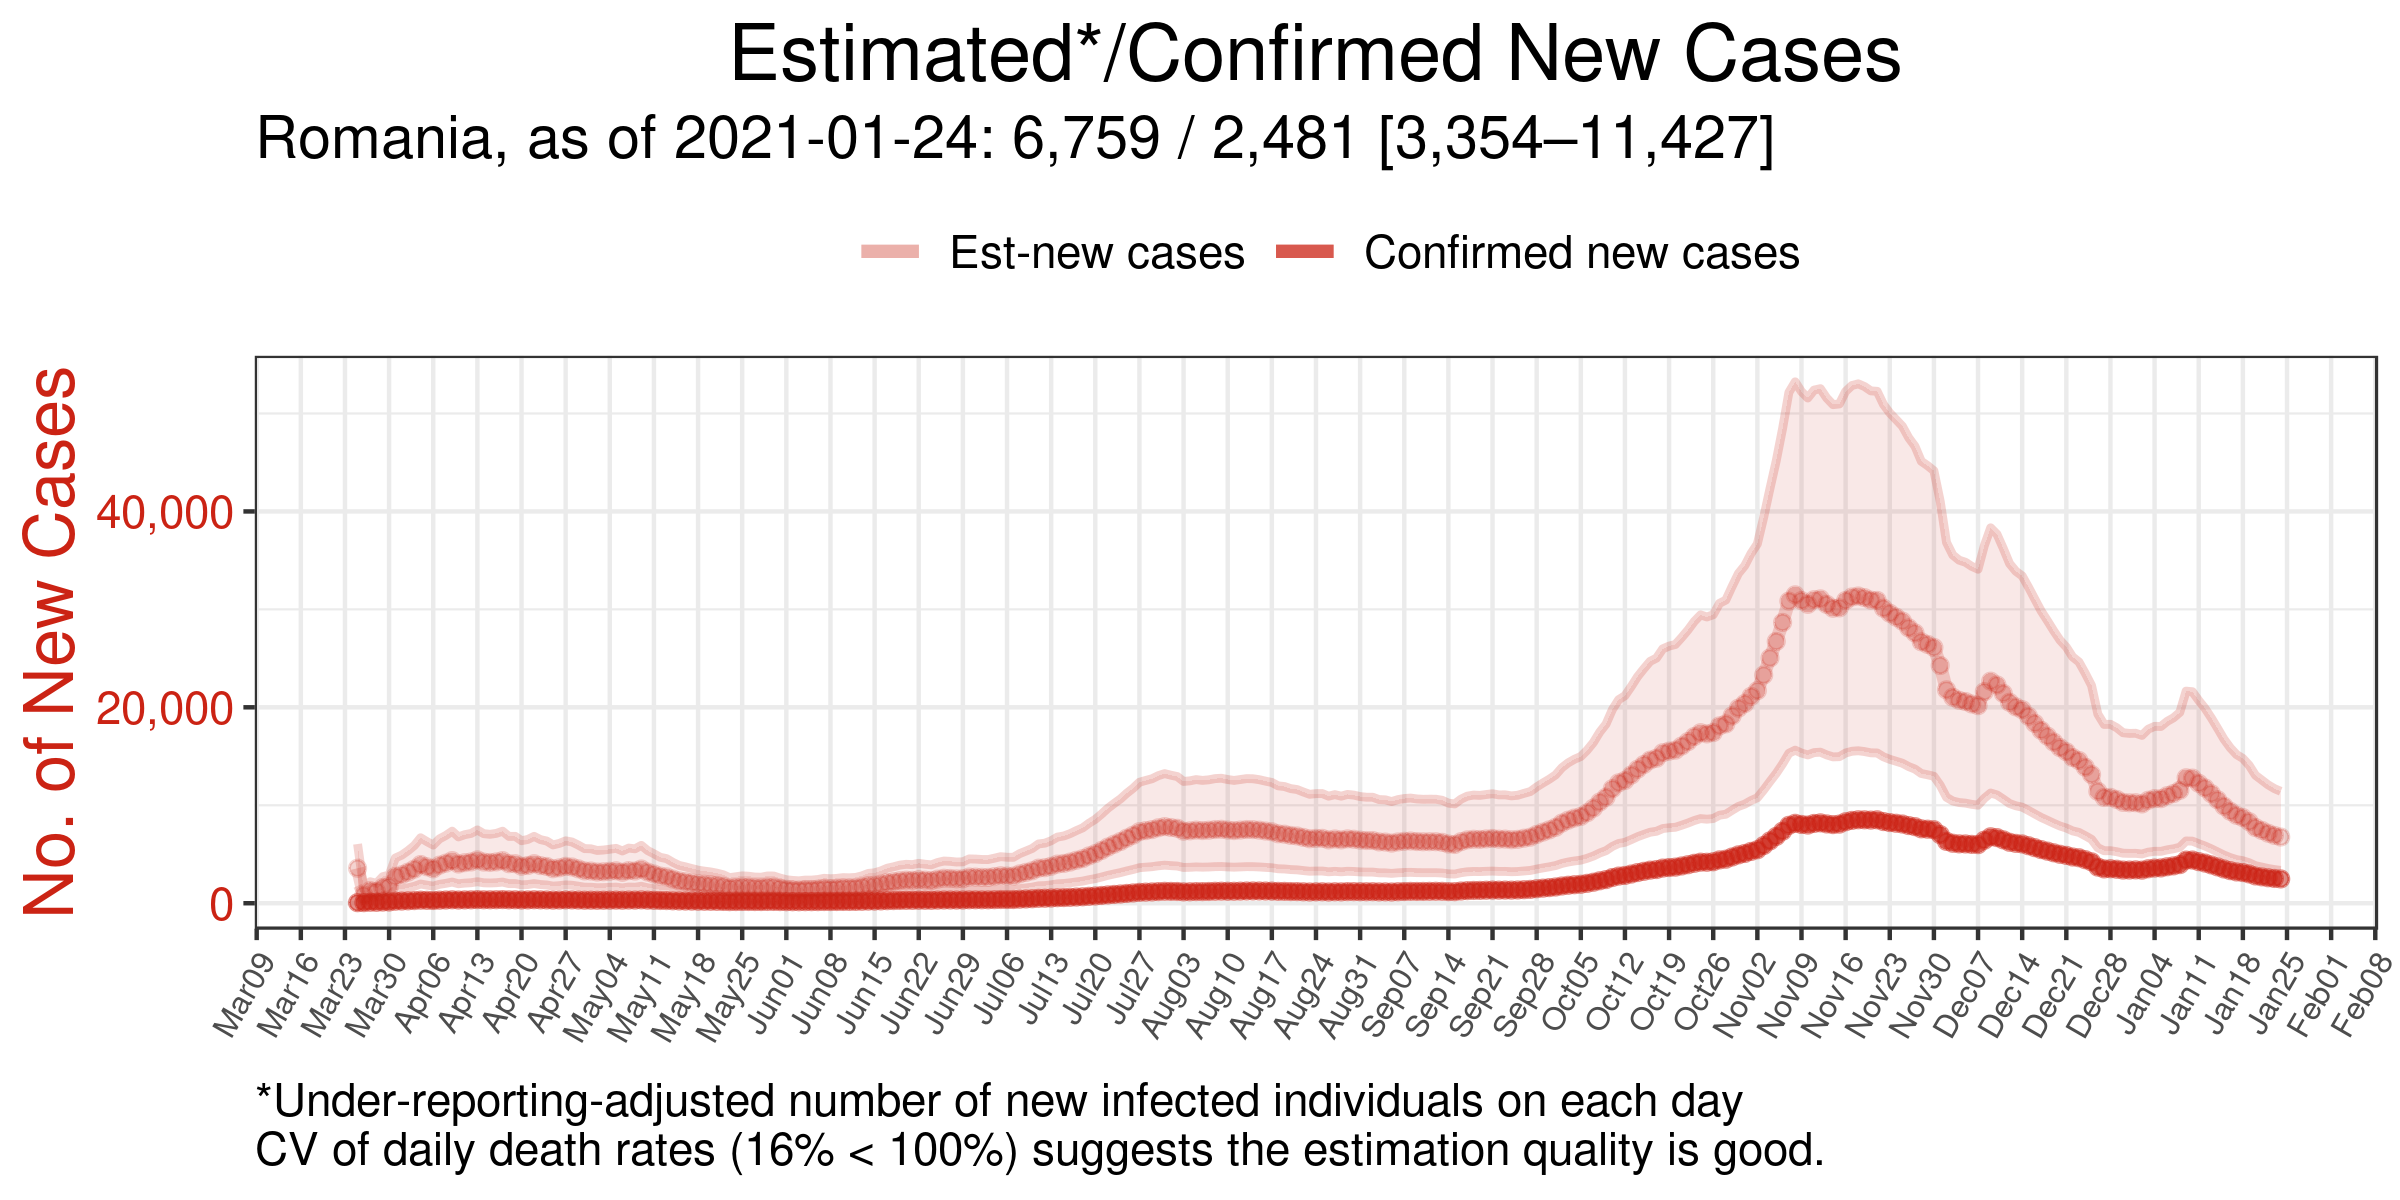 Estimated*/Confirmed New Cases
Romania, as of 2021-01-24: 6,759 / 2,481 [3,354–11,427]
Est-new cases
Confirmed new cases
No. of New Cases
40,000
20,000
0
Mar09
Mar16
Mar23
Mar30
Apr06
Apr13
Apr20
Apr27
May04
May11
May18
May25
Jun01
Jun08
Jun15
Jun22
Jun29
Jul06
Jul13
Jul20
Jul27
Aug03
Aug10
Aug17
Aug24
Aug31
Sep07
Sep14
Sep21
Sep28
Oct05
Oct12
Oct19
Oct26
Nov02
Nov09
Nov16
Nov23
Nov30
Dec07
Dec14
Dec21
Dec28
Jan04
Jan11
Jan18
Jan25
Feb01
Feb08
*Under-reporting-adjusted number of new infected individuals on each day
CV of daily death rates (16% < 100%) suggests the estimation quality is good.